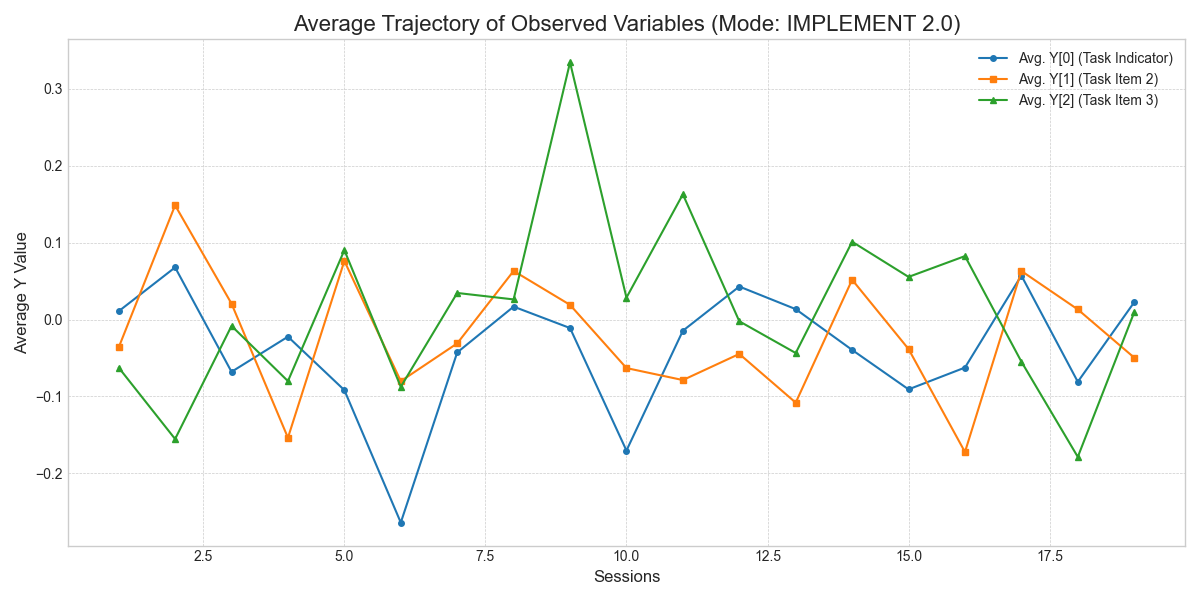 Average Trajectory of Observed Variables (Mode: IMPLEMENT 2.0)
Avg. Y[0] (Task Indicator)
Avg. Y[1] (Task Item 2)
Avg. Y[2] (Task Item 3)
Average Y Value
0.3
0.2
0.1
0.0
−0.1
−0.2
2.5 5.0 7.5 10.0 12.5 15.0 17.5
Sessions